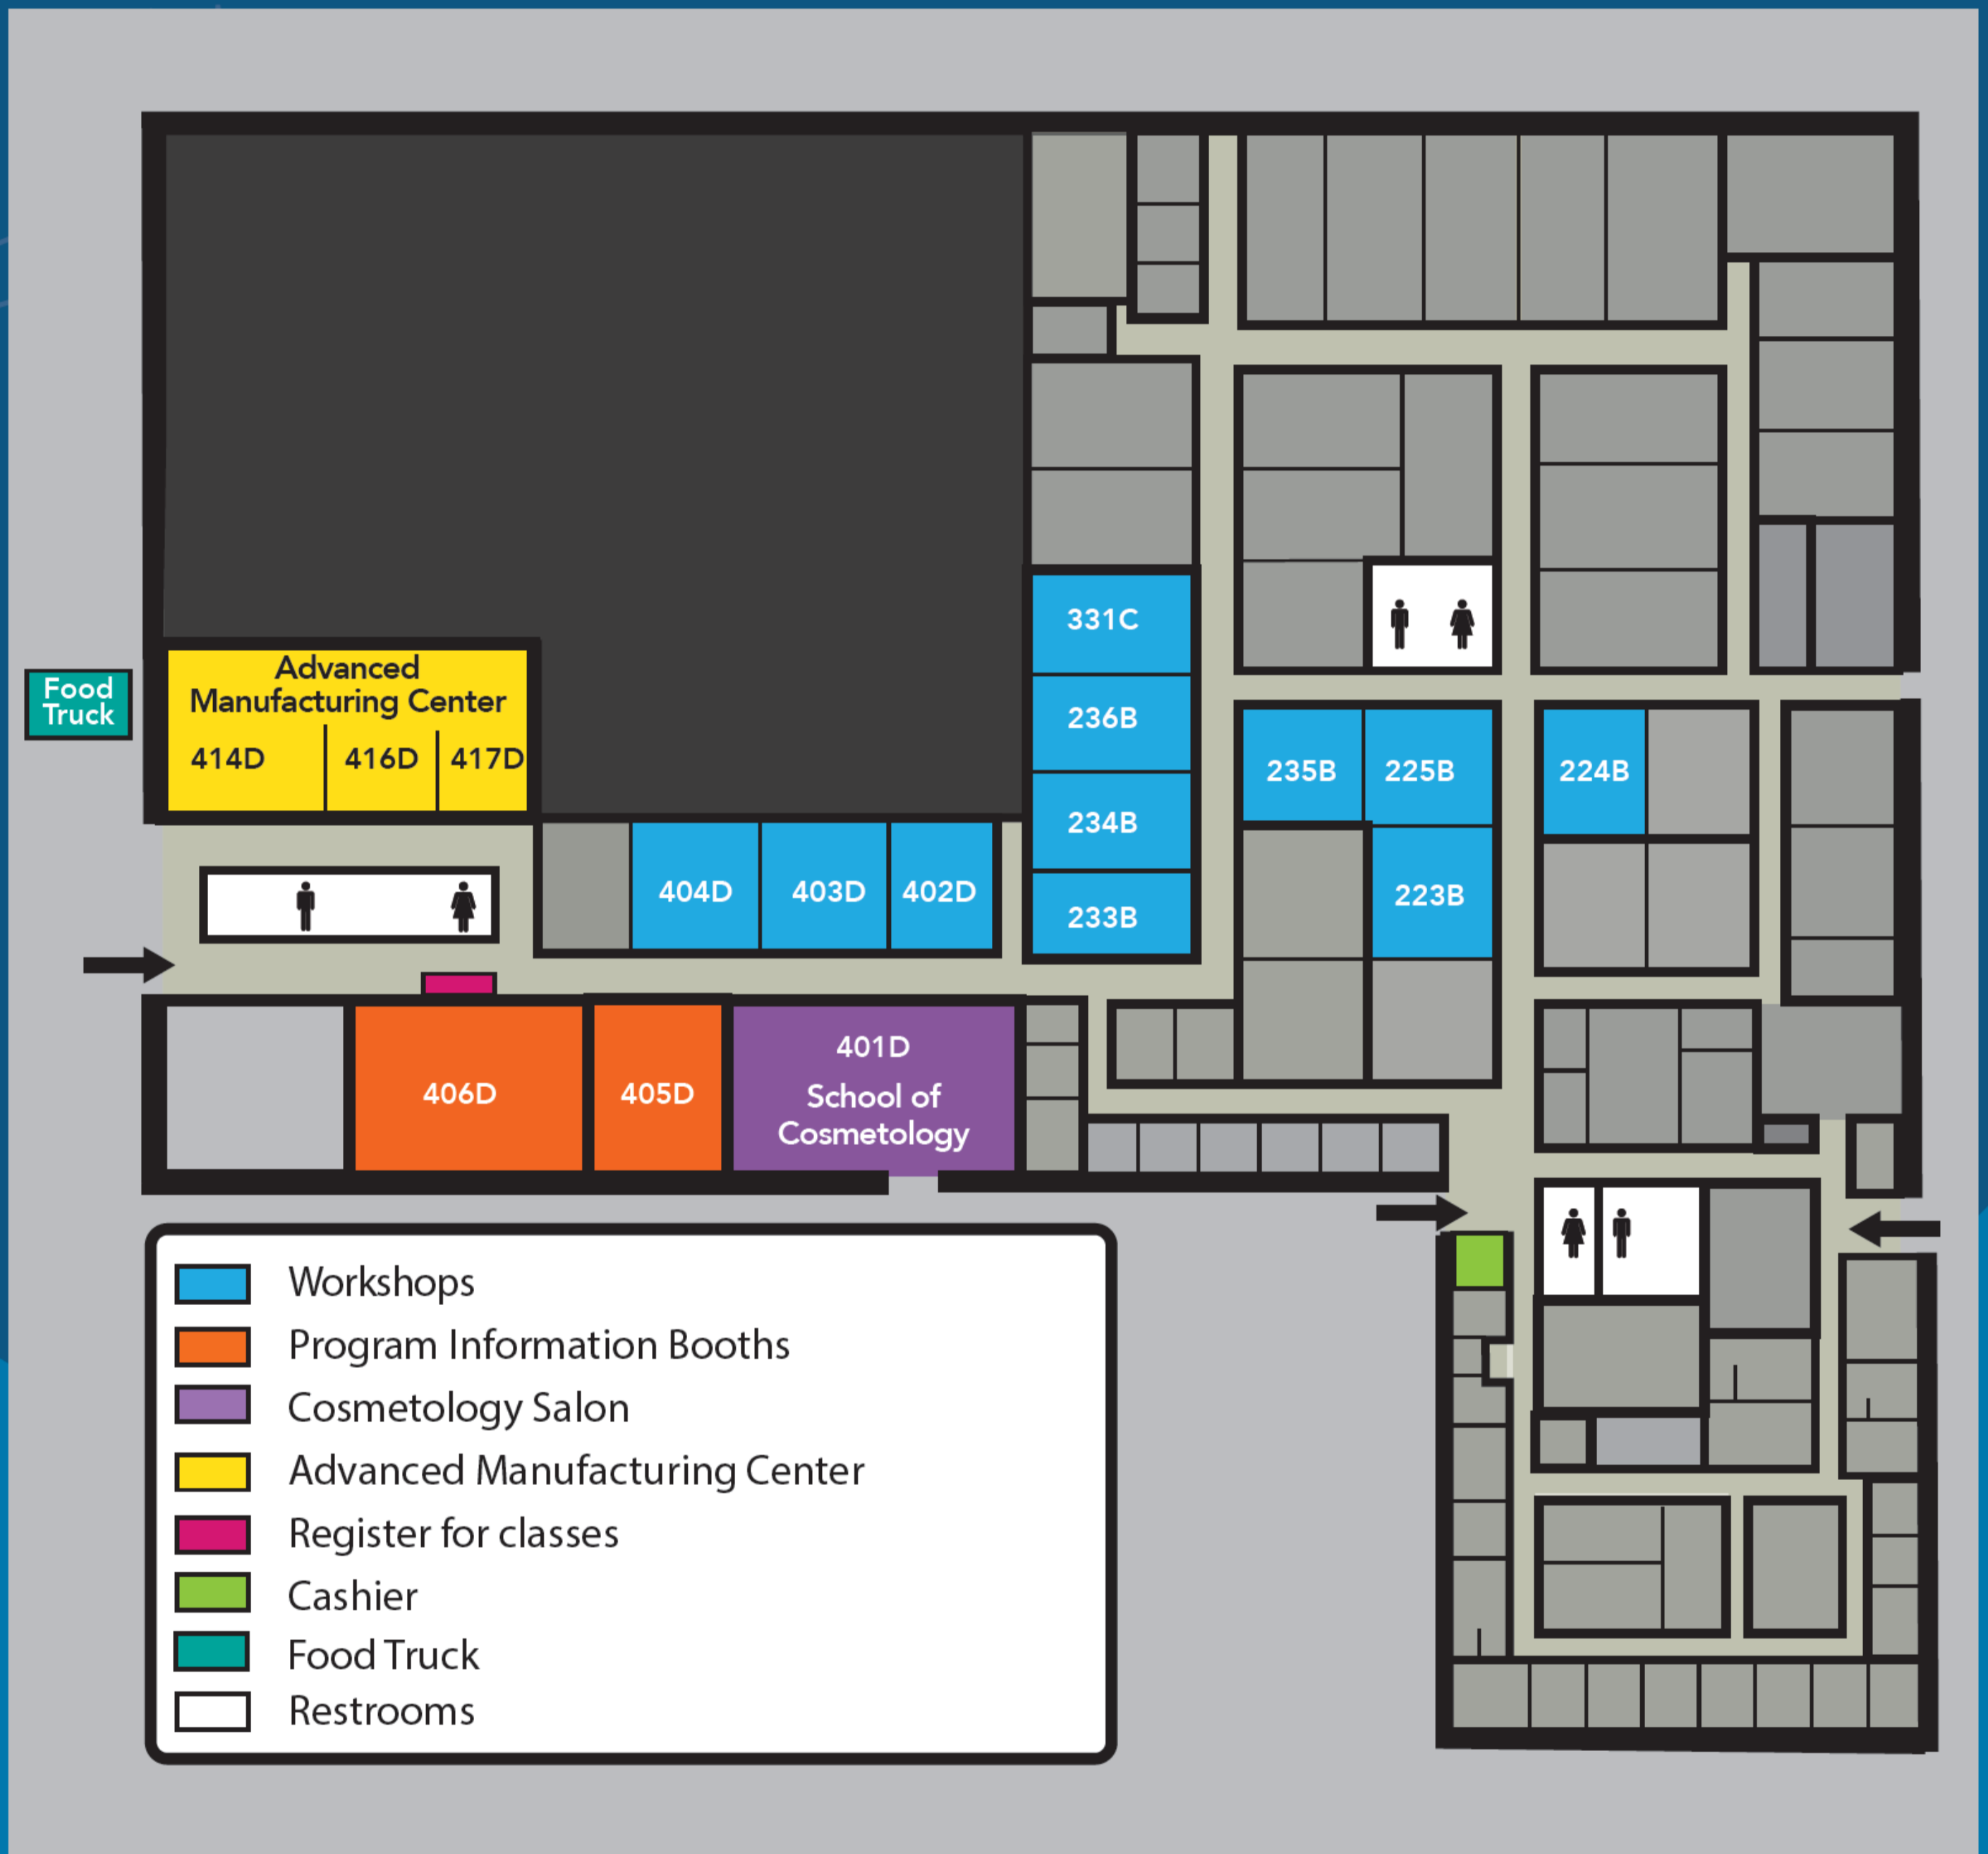 331C
236B
234B
233B
235B
225B
224B
223B
Food
Truck
Advanced
Manufacturing Center
414D
416D
417D
404D
403D
402D
406D
405D
401D
School of
Cosmetology
Workshops
Program Information Booths
Cosmetology Salon
Advanced Manufacturing Center
Register for classes
Cashier
Food Truck
Restrooms